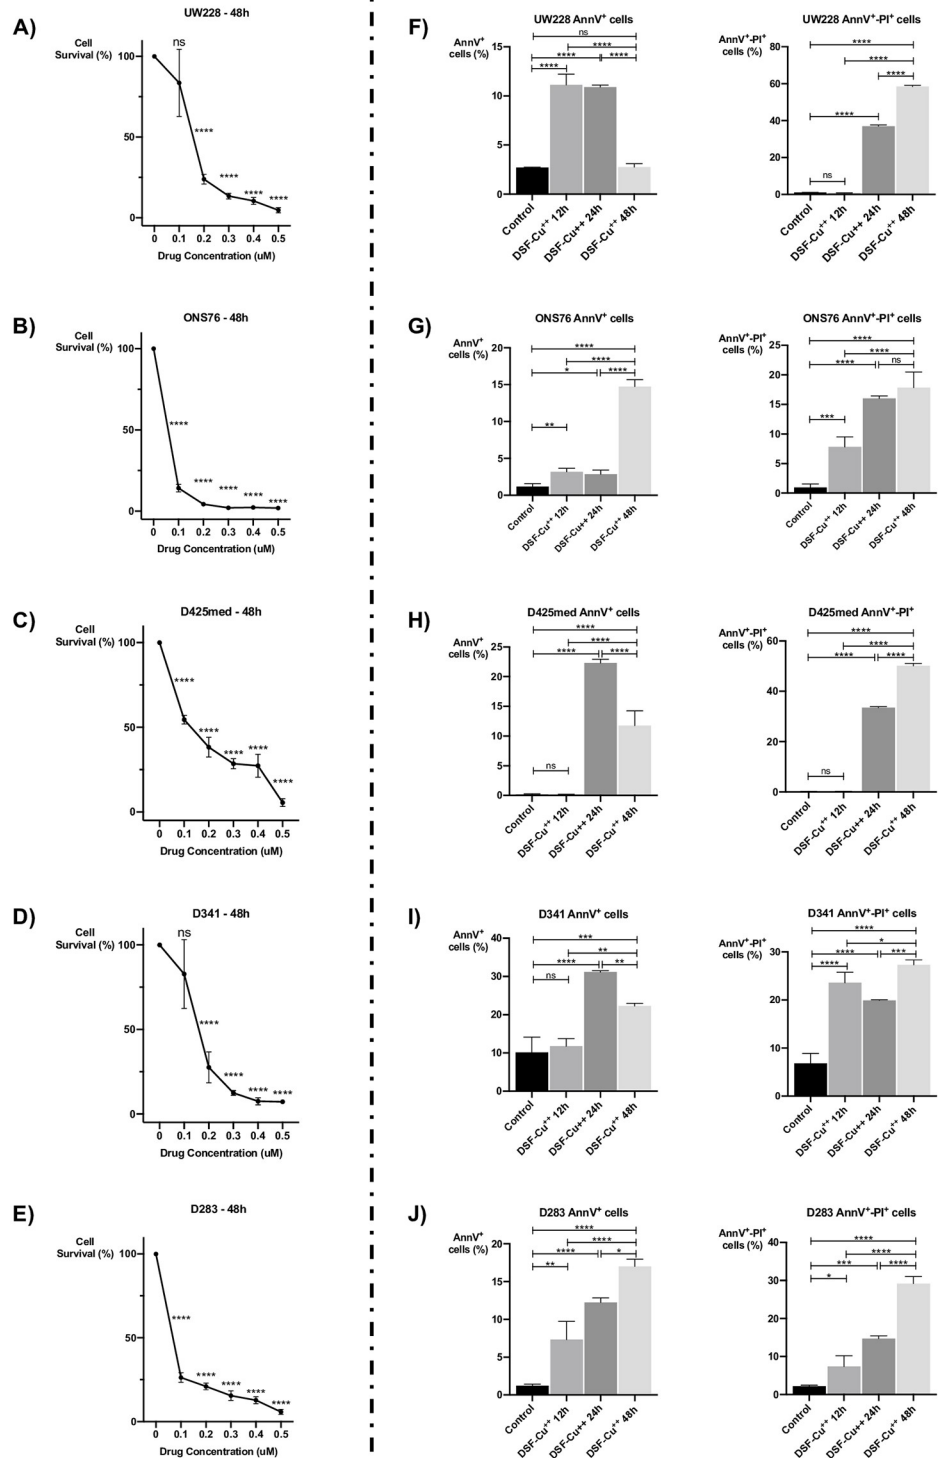 A)
UW228 - 48h
Cell
Survival (%)
ns
100
****
50
****
****
****
0
0 0.1 0.2 0.3 0.4 0.5
Drug Concentration (uM)
F)
UW228 AnnV⁺ cells
AnnV⁺
cells (%)
ns
****
**** ****
****
15
10
5
0
Control
DSF-Cu⁺⁺ 12h
DSF-Cu++ 24h
DSF-Cu⁺⁺ 48h
UW228 AnnV⁺-PI⁺ cells
AnnV⁺-PI⁺
cells (%)
****
****
****
****
ns
80
60
40
20
0
Control
DSF-Cu⁺⁺ 12h
DSF-Cu++ 24h
DSF-Cu⁺⁺ 48h
B)
ONS76 - 48h
Cell
Survival (%)
100
****
50
****
****
****
****
0
0 0.1 0.2 0.3 0.4 0.5
Drug Concentration (uM)
G)
ONS76 AnnV⁺ cells
AnnV⁺
cells (%)
****
****
* ****
**
20
15
10
5
0
Control
DSF-Cu⁺⁺ 12h
DSF-Cu++ 24h
DSF-Cu⁺⁺ 48h
ONS76 AnnV⁺-PI⁺ cells
AnnV⁺-PI⁺
cells (%)
****
****
**** ns
***
25
20
15
10
5
0
Control
DSF-Cu⁺⁺ 12h
DSF-Cu++ 24h
DSF-Cu⁺⁺ 48h
C)
D425med - 48h
Cell
Survival (%)
100
****
50
****
****
****
****
0
0 0.1 0.2 0.3 0.4 0.5
Drug Concentration (uM)
H)
D425med AnnV⁺ cells
AnnV⁺
cells (%)
****
****
**** ****
ns
25
20
15
10
5
0
Control
DSF-Cu⁺⁺ 12h
DSF-Cu++ 24h
DSF-Cu⁺⁺ 48h
D425med AnnV⁺-PI⁺
AnnV⁺-PI⁺
cells (%)
****
****
**** ****
ns
60
40
20
0
Control
DSF-Cu⁺⁺ 12h
DSF-Cu++ 24h
DSF-Cu⁺⁺ 48h
D)
D341 - 48h
Cell
Survival (%)
ns
100
****
50
****
****
****
0
0 0.1 0.2 0.3 0.4 0.5
Drug Concentration (uM)
I)
D341 AnnV⁺ cells
AnnV⁺
cells (%)
***
**
**** **
ns
40
30
20
10
0
Control
DSF-Cu⁺⁺ 12h
DSF-Cu++ 24h
DSF-Cu⁺⁺ 48h
D341 AnnV⁺-PI⁺ cells
AnnV⁺-PI⁺
cells (%)
****
*
**** ***
****
30
20
10
0
Control
DSF-Cu⁺⁺ 12h
DSF-Cu++ 24h
DSF-Cu⁺⁺ 48h
E)
D283 - 48h
Cell
Survival (%)
100
****
50
****
****
****
****
0
0 0.1 0.2 0.3 0.4 0.5
Drug Concentration (uM)
J)
D283 AnnV⁺ cells
AnnV⁺
cells (%)
****
****
**** *
**
20
15
10
5
0
Control
DSF-Cu⁺⁺ 12h
DSF-Cu++ 24h
DSF-Cu⁺⁺ 48h
D283 AnnV⁺-PI⁺ cells
AnnV⁺-PI⁺
cells (%)
****
****
*** ****
*
40
30
20
10
0
Control
DSF-Cu⁺⁺ 12h
DSF-Cu++ 24h
DSF-Cu⁺⁺ 48h